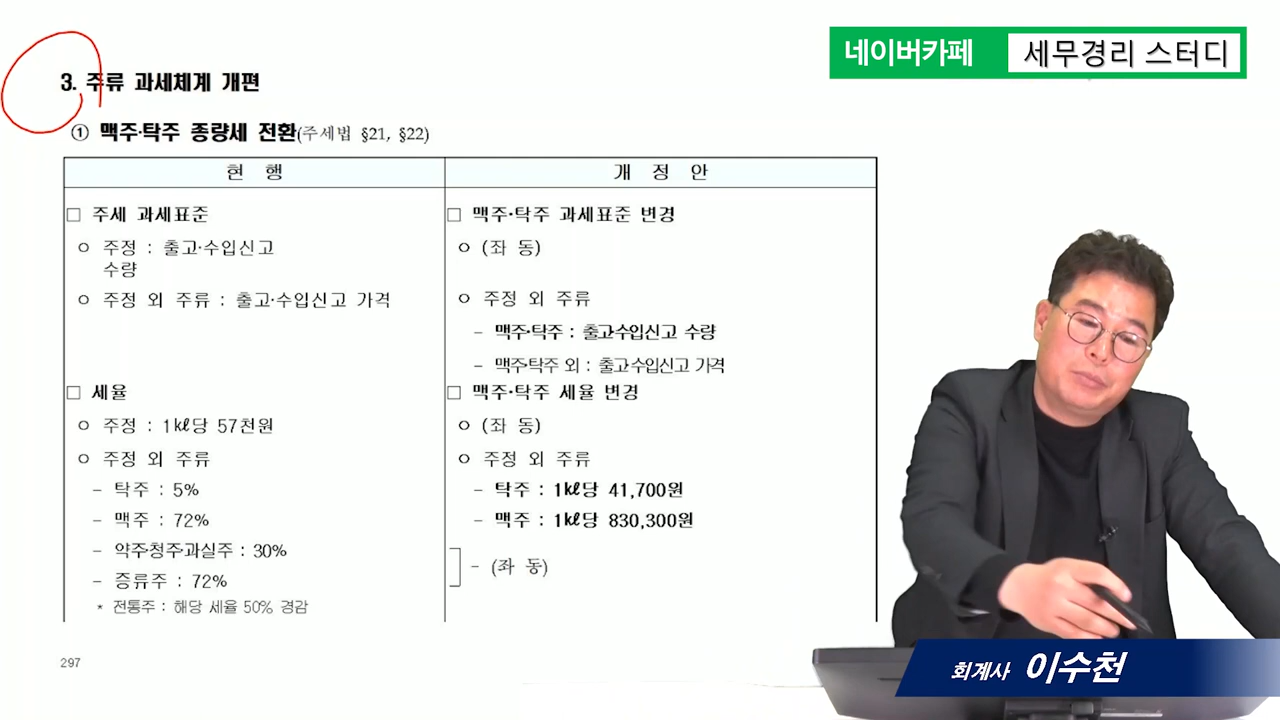 네이버카페 세무경리 스터디
3. 주류 과세체계 개편
① 맥주·탁주 종량세 전환(주세법 §21, §22)
현 행
개 정 안
□ 주세 과세표준
○ 주정 : 출고·수입신고
수량
○ 주정 외 주류 : 출고·수입신고 가격
□ 맥주·탁주 과세표준 변경
○ (좌 동)
○ 주정 외 주류
- 맥주·탁주 : 출고·수입신고 수량
- 맥주·탁주 외 : 출고·수입신고 가격
□ 세율
○ 주정 : 1㎘당 57천원
○ 주정 외 주류
- 탁주 : 5%
- 맥주 : 72%
- 약주·청주·과실주 : 30%
- 증류주 : 72%
* 전통주 : 해당 세율 50% 경감
□ 맥주·탁주 세율 변경
○ (좌 동)
○ 주정 외 주류
- 탁주 : 1㎘당 41,700원
- 맥주 : 1㎘당 830,300원
- (좌 동)
297
회계사 이수천